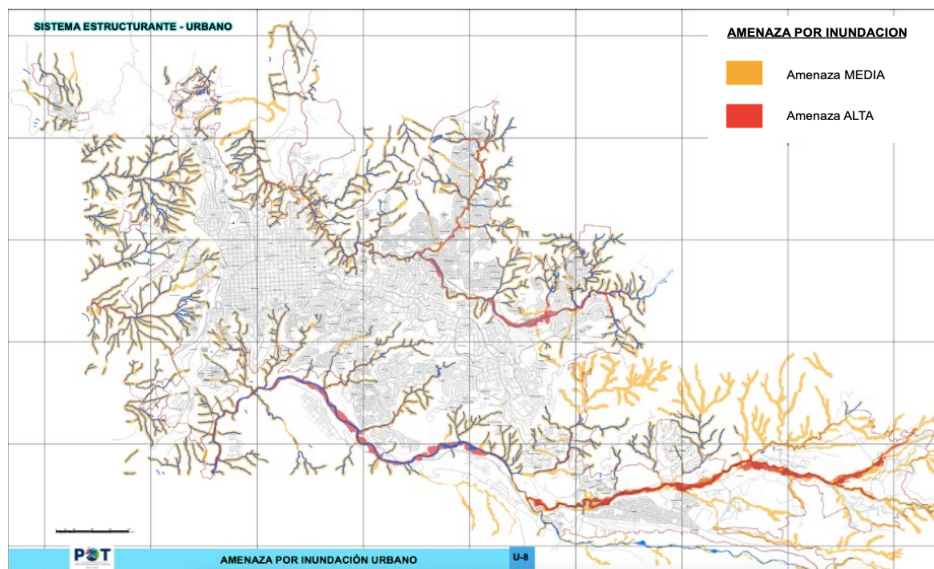 SISTEMA ESTRUCTURANTE - URBANO
AMENAZA POR INUNDACION
Amenaza MEDIA
Amenaza ALTA
POT
AMENAZA POR INUNDACIÓN URBANO
U-8